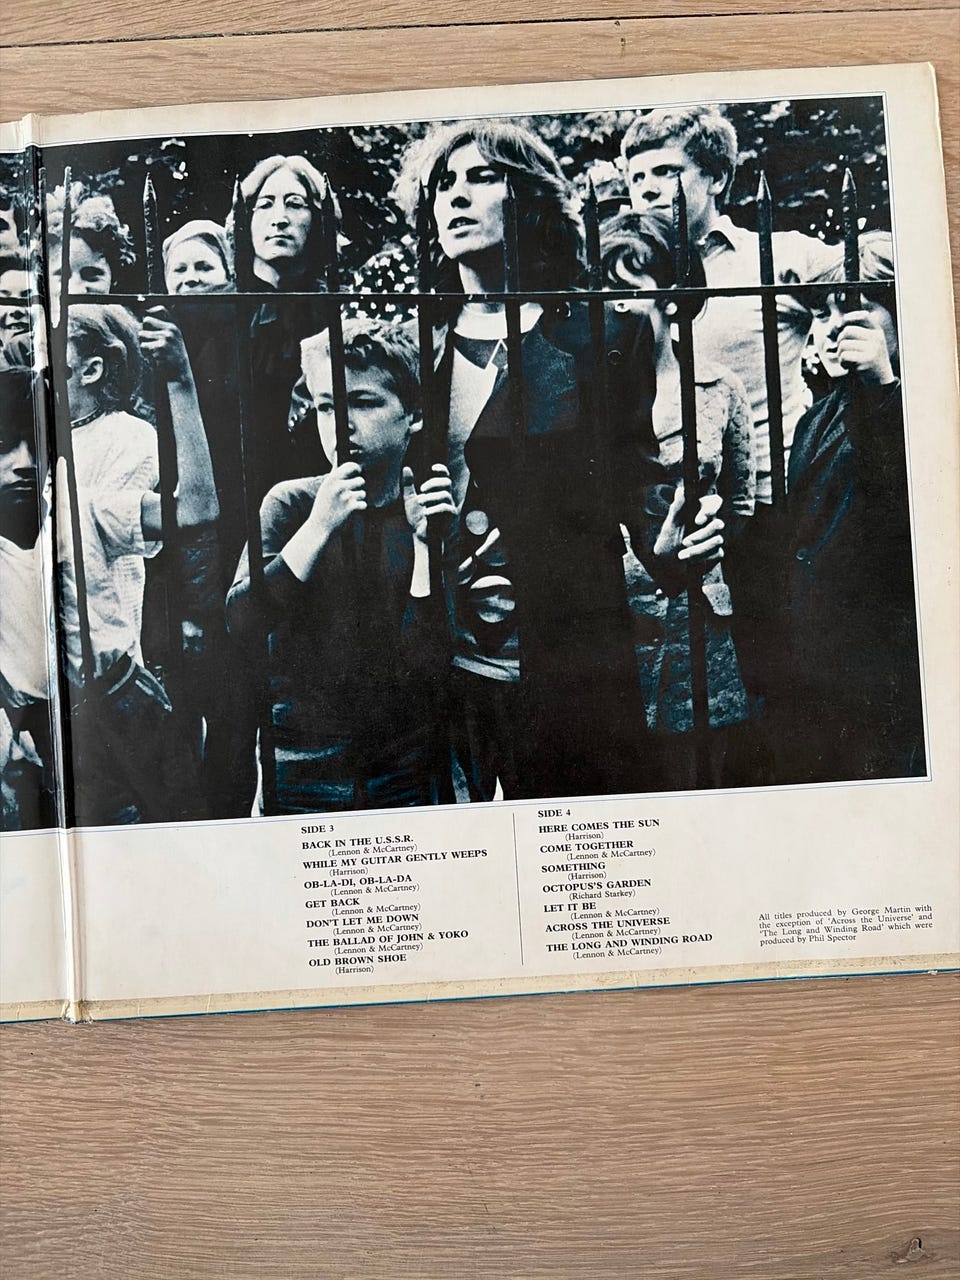 SIDE 3
BACK IN THE U.S.S.R.
(Lennon & McCartney)
WHILE MY GUITAR GENTLY WEEPS
(Harrison)
OB-LA-DI, OB-LA-DA
(Lennon & McCartney)
GET BACK
(Lennon & McCartney)
DON'T LET ME DOWN
(Lennon & McCartney)
THE BALLAD OF JOHN & YOKO
(Lennon & McCartney)
OLD BROWN SHOE
(Harrison)
SIDE 4
HERE COMES THE SUN
(Harrison)
COME TOGETHER
(Lennon & McCartney)
SOMETHING
(Harrison)
OCTOPUS'S GARDEN
(Richard Starkey)
LET IT BE
(Lennon & McCartney)
ACROSS THE UNIVERSE
(Lennon & McCartney)
THE LONG AND WINDING ROAD
(Lennon & McCartney)
All titles produced by George Martin with
the exception of 'Across the Universe' and
'The Long and Winding Road' which were
produced by Phil Spector